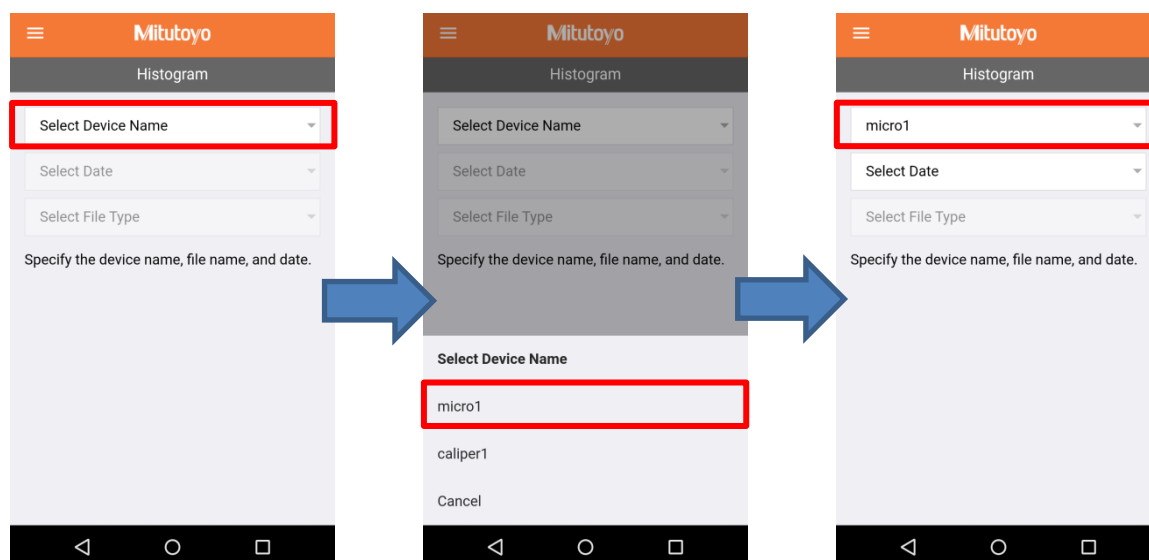 Mitutoyo
Histogram
Select Device Name
Select Date
Select File Type
Specify the device name, file name, and date.
Mitutoyo
Histogram
Select Device Name
Select Date
Select File Type
Specify the device name, file name, and date.
Select Device Name
micro1
caliper1
Cancel
Mitutoyo
Histogram
micro1
Select Date
Select File Type
Specify the device name, file name, and date.